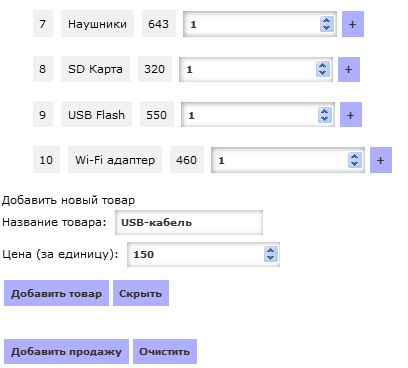 7 Наушники 643 1 +
8 SD Карта 320 1 +
9 USB Flash 550 1 +
10 Wi-Fi адаптер 460 1 +
Добавить новый товар
Название товара: USB-кабель
Цена (за единицу): 150
Добавить товар Скрыть
Добавить продажу Очистить